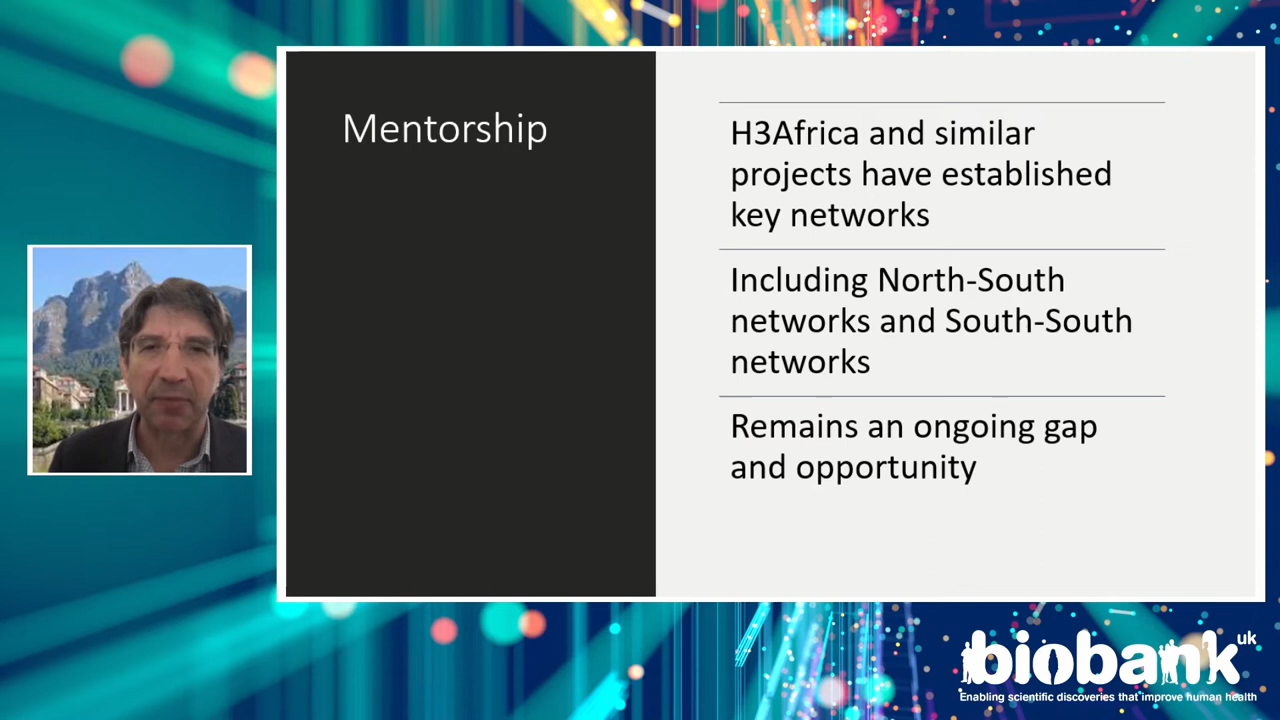 Mentorship
H3Africa and similar
projects have established
key networks
Including North-South
networks and South-South
networks
Remains an ongoing gap
and opportunity
biobank uk
Enabling scientific discoveries that improve human health